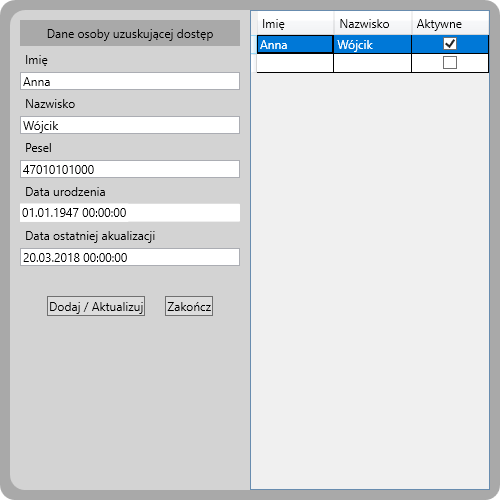 Dane osoby uzuskującej dostęp
Imię
Anna
Nazwisko
Wójcik
Pesel
47010101000
Data urodzenia
01.01.1947 00:00:00
Data ostatniej akualizacji
20.03.2018 00:00:00
Dodaj / Aktualizuj Zakończ
Imię Nazwisko Aktywne
Anna Wójcik